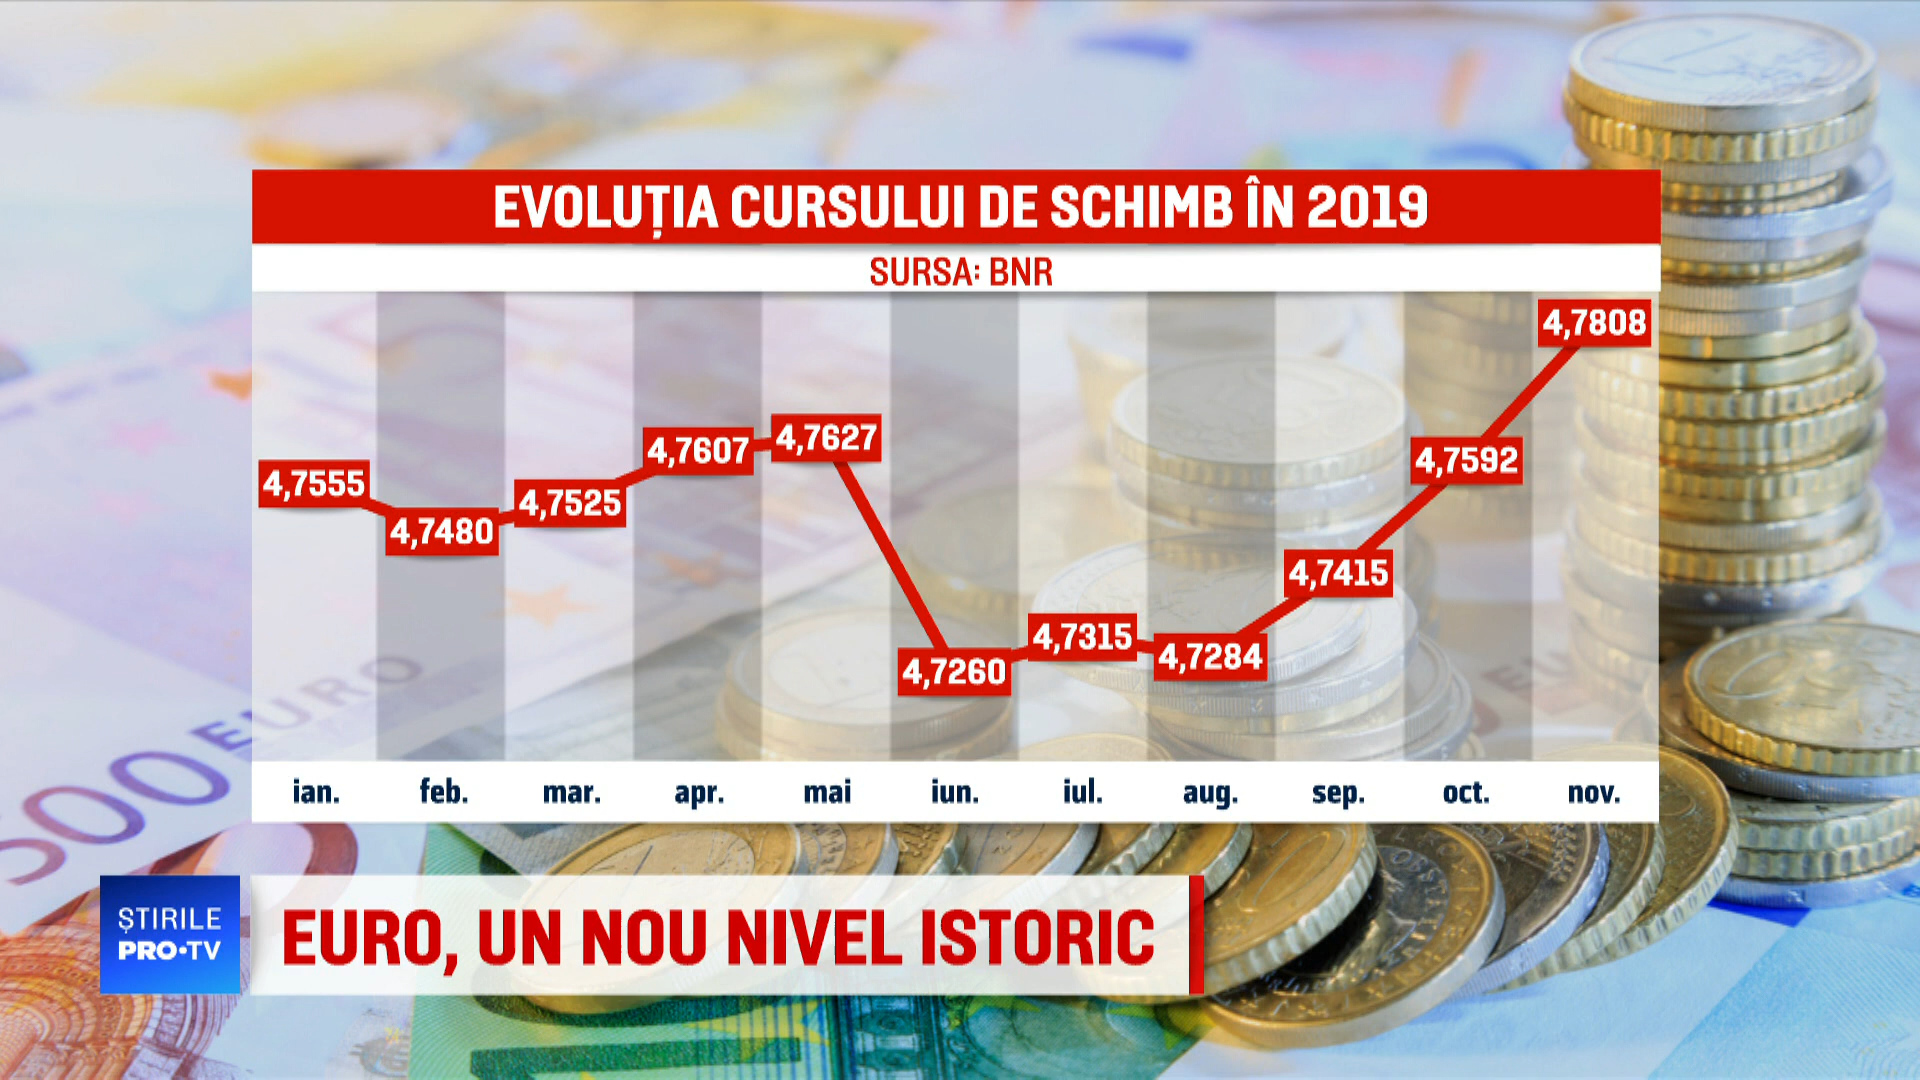 EVOLUȚIA CURSULUI DE SCHIMB ÎN 2019
SURSA: BNR
4,7555
4,7480
4,7525
4,7607
4,7627
4,7260
4,7315
4,7284
4,7415
4,7592
4,7808
ian. feb. mar. apr. mai iun. iul. aug. sep. oct. nov.
500 EURO
ȘTIRILE
PRO•TV
EURO, UN NOU NIVEL ISTORIC